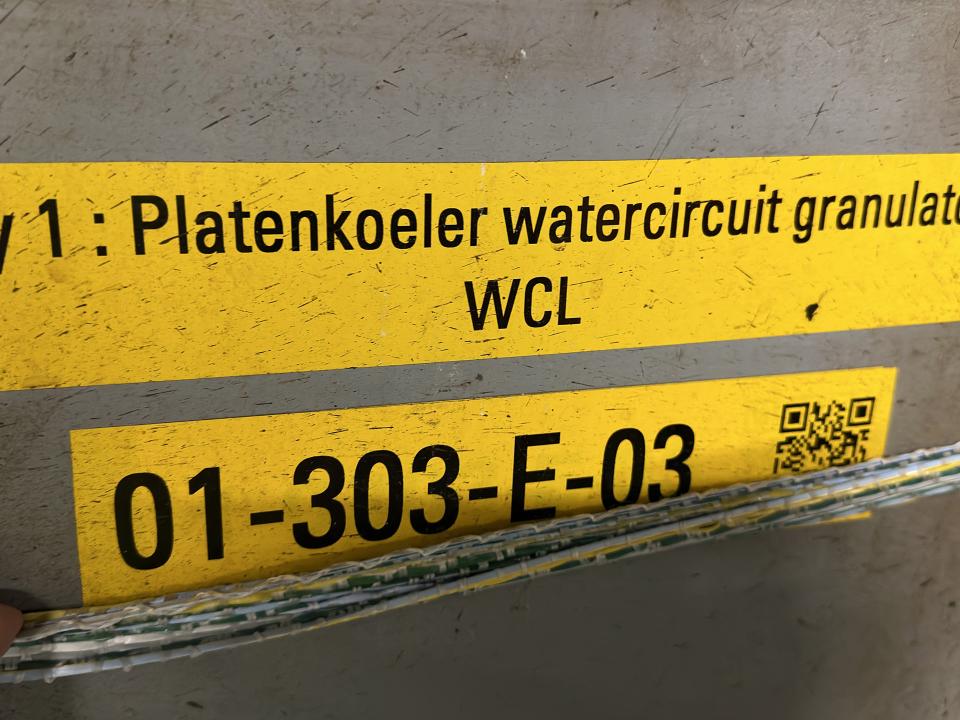 1 : Platenkoeler watercircuit
WCL
01-303-E-03